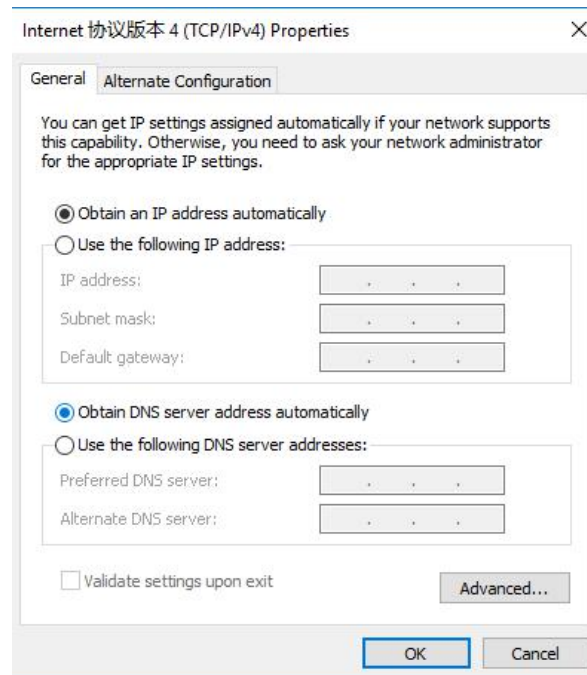 Internet 协议版本 4 (TCP/IPv4) Properties
General
Alternate Configuration
You can get IP settings assigned automatically if your network supports
this capability. Otherwise, you need to ask your network administrator
for the appropriate IP settings.
Obtain an IP address automatically
Use the following IP address:
IP address:
Subnet mask:
Default gateway:
Obtain DNS server address automatically
Use the following DNS server addresses:
Preferred DNS server:
Alternate DNS server:
Validate settings upon exit
Advanced...
OK
Cancel